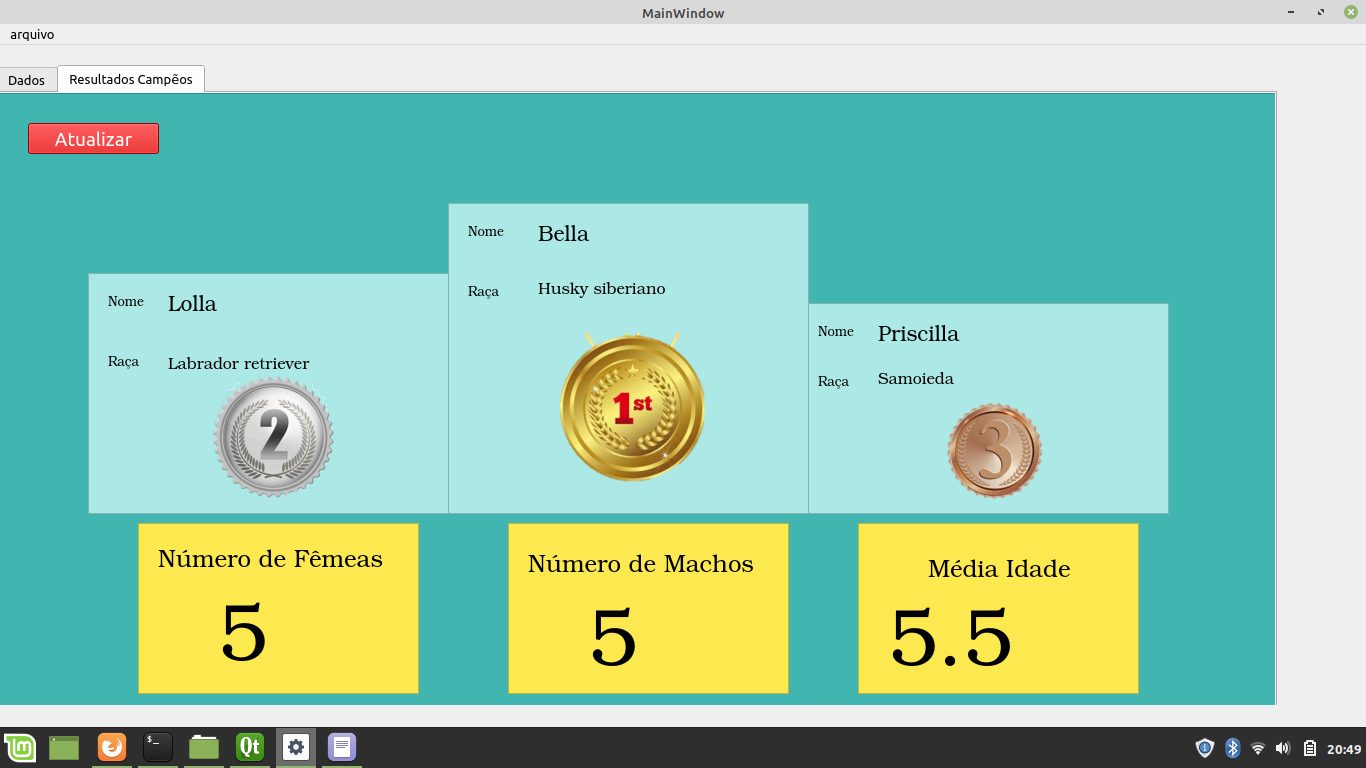 MainWindow
arquivo
Dados
Resultados Campẽos
Atualizar
Nome
Bella
Raça
Husky siberiano
1st
Nome
Lolla
Raça
Labrador retriever
2
Nome
Priscilla
Raça
Samoieda
3
Número de Fêmeas
5
Número de Machos
5
Média Idade
5.5
$_
Qt
20:49